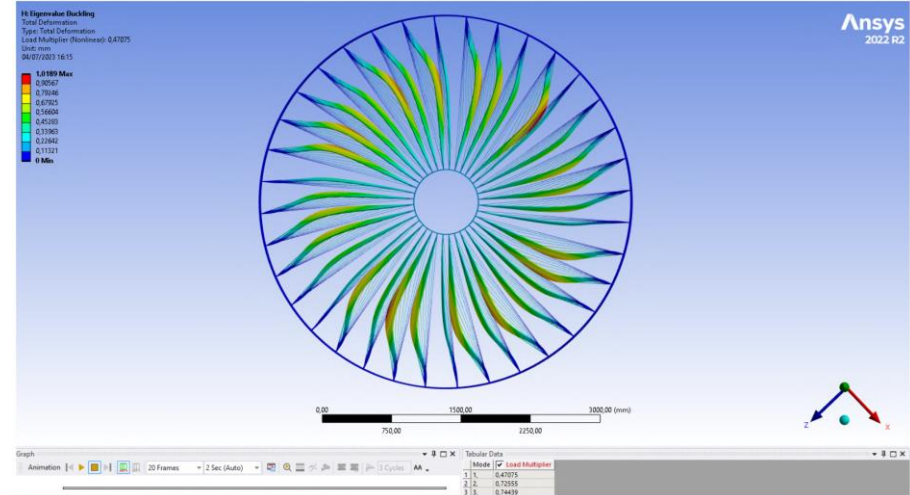 H: Eigenvalue Buckling
Total Deformation
Type: Total Deformation
Load Multiplier (Nonlinear): 0,47075
Unit: mm
04/07/2023 16:15
1,0189 Max
0,90567
0,79246
0,67925
0,56604
0,45283
0,33963
0,22642
0,11321
0 Min
Ansys
2022 R2
0,00 1500,00 3000,00 (mm)
750,00 2250,00
Z X
Graph
Animation 20 Frames 2 Sec (Auto) 3 Cycles AA
Tabular Data
Mode Load Multiplier
1 1, 0,47075
2 2, 0,72555
3 3, 0,74439